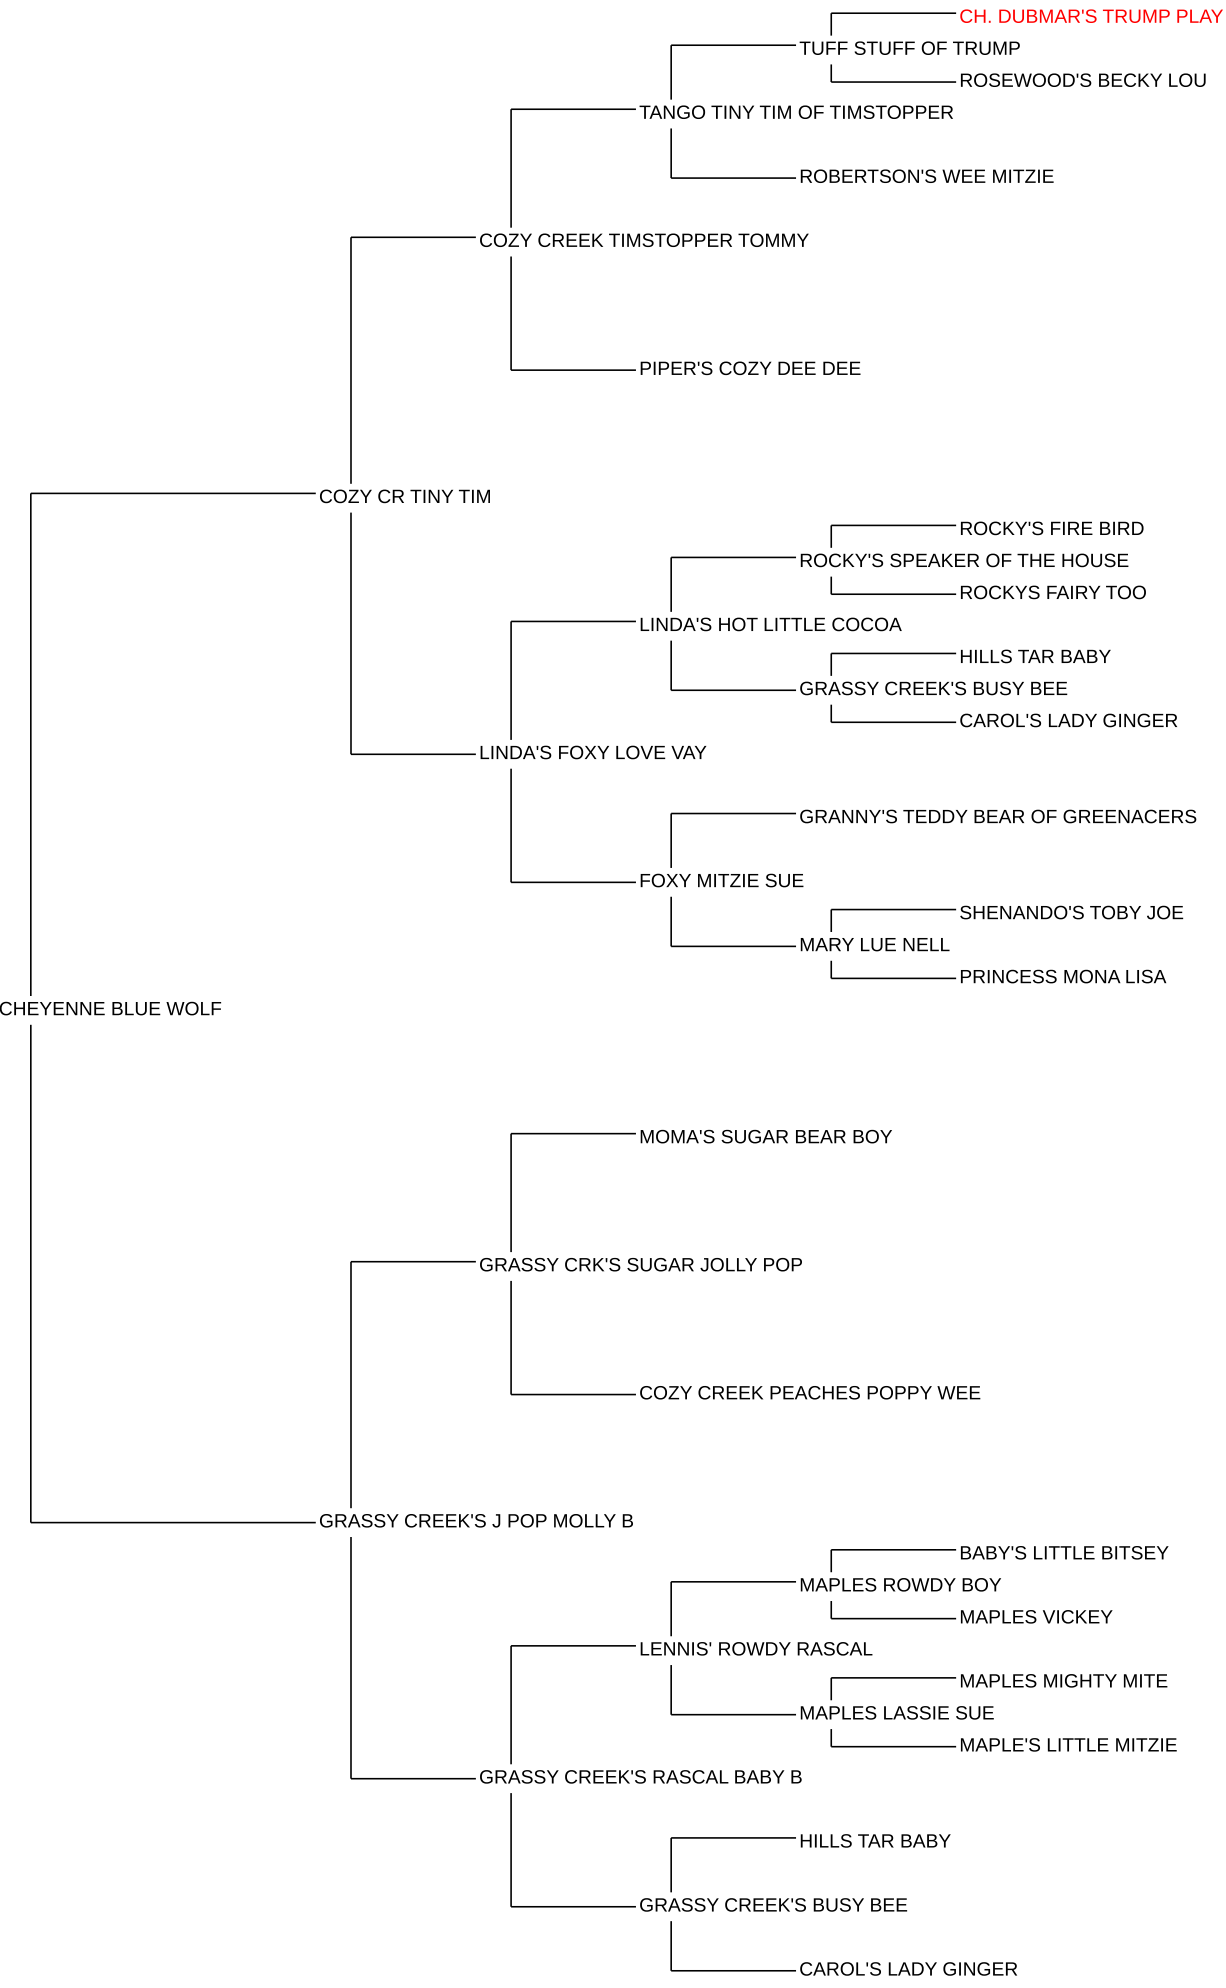 CH. DUBMAR'S TRUMP PLAY
TUFF STUFF OF TRUMP
ROSEWOOD'S BECKY LOU
TANGO TINY TIM OF TIMSTOPPER
ROBERTSON'S WEE MITZIE
COZY CREEK TIMSTOPPER TOMMY
PIPER'S COZY DEE DEE
COZY CR TINY TIM
ROCKY'S FIRE BIRD
ROCKY'S SPEAKER OF THE HOUSE
ROCKYS FAIRY TOO
LINDA'S HOT LITTLE COCOA
HILLS TAR BABY
GRASSY CREEK'S BUSY BEE
CAROL'S LADY GINGER
LINDA'S FOXY LOVE VAY
GRANNY'S TEDDY BEAR OF GREENACERS
FOXY MITZIE SUE
SHENANDO'S TOBY JOE
MARY LUE NELL
PRINCESS MONA LISA
CHEYENNE BLUE WOLF
MOMA'S SUGAR BEAR BOY
GRASSY CRK'S SUGAR JOLLY POP
COZY CREEK PEACHES POPPY WEE
GRASSY CREEK'S J POP MOLLY B
BABY'S LITTLE BITSEY
MAPLES ROWDY BOY
MAPLES VICKEY
LENNIS' ROWDY RASCAL
MAPLES MIGHTY MITE
MAPLES LASSIE SUE
MAPLE'S LITTLE MITZIE
GRASSY CREEK'S RASCAL BABY B
HILLS TAR BABY
GRASSY CREEK'S BUSY BEE
CAROL'S LADY GINGER